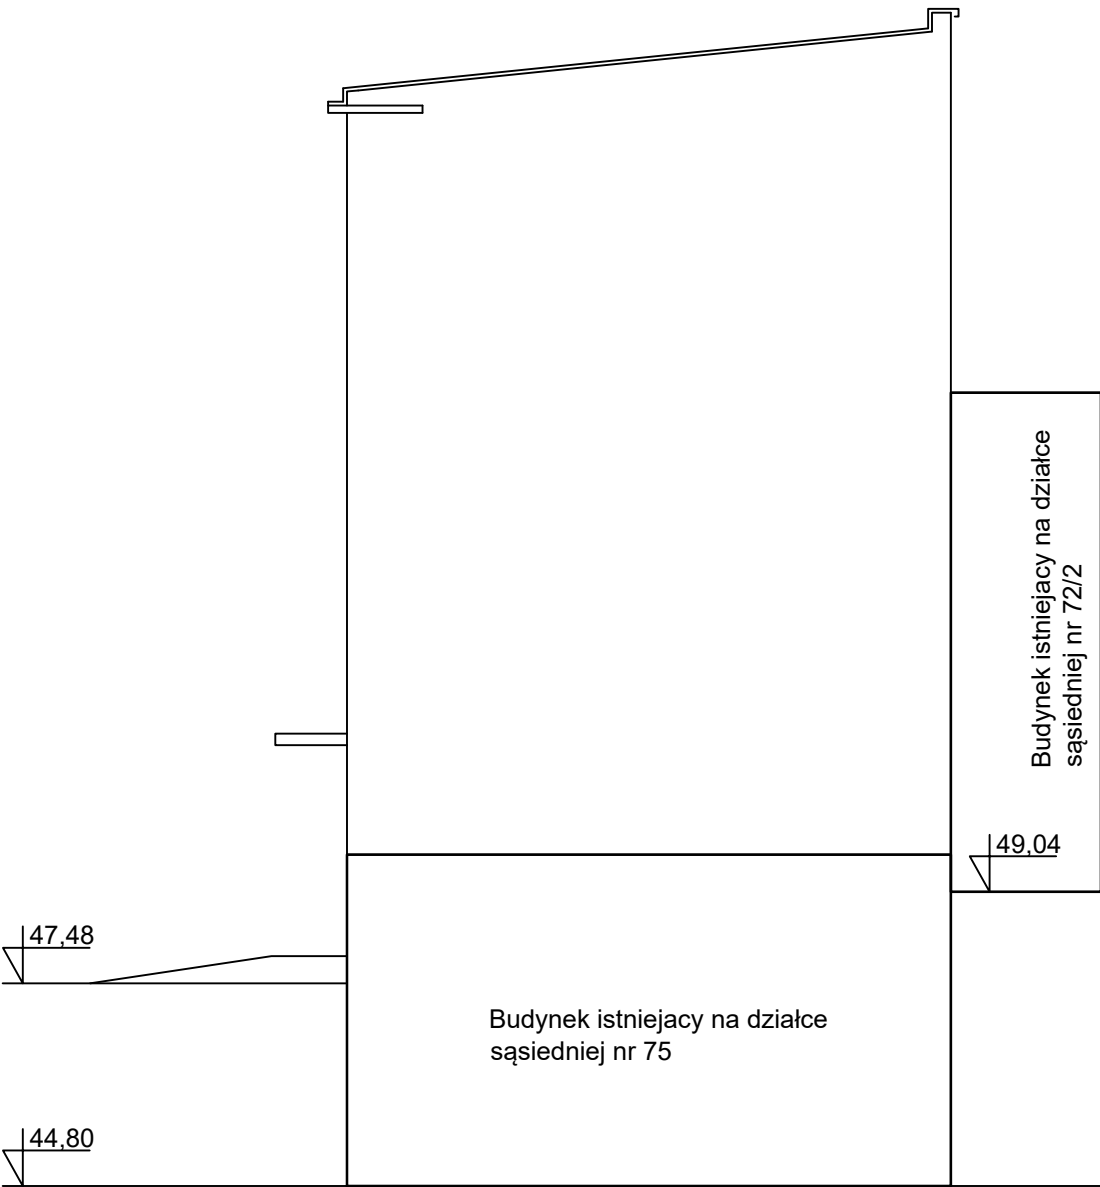 Budynek istniejacy na działce
sąsiedniej nr 72/2
49,04
47,48
Budynek istniejacy na działce
sąsiedniej nr 75
44,80